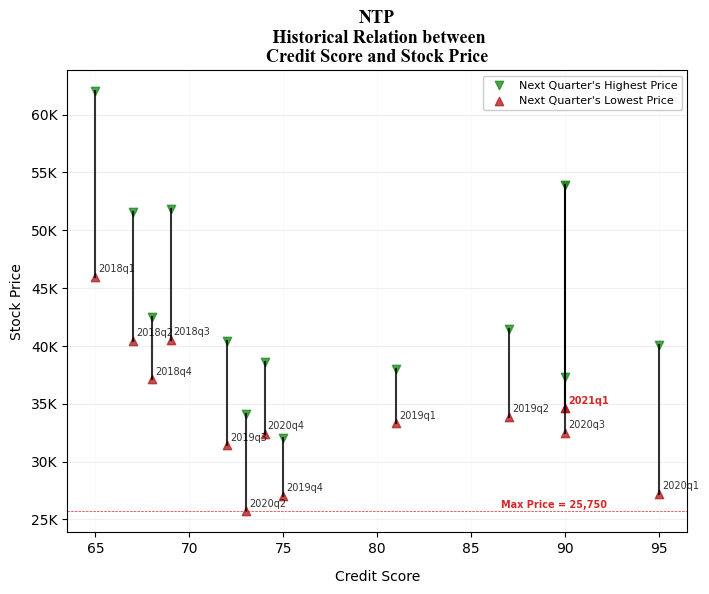 NTP
Historical Relation between
Credit Score and Stock Price
Next Quarter's Highest Price
Next Quarter's Lowest Price
60K
55K
50K
45K
40K
35K
30K
25K
Stock Price
2018q1
2018q2
2018q3
2018q4
2019q3
2020q4
2019q1
2019q2
2021q1
2020q3
2019q4
2020q2
2020q1
Max Price = 25,750
65 70 75 80 85 90 95
Credit Score